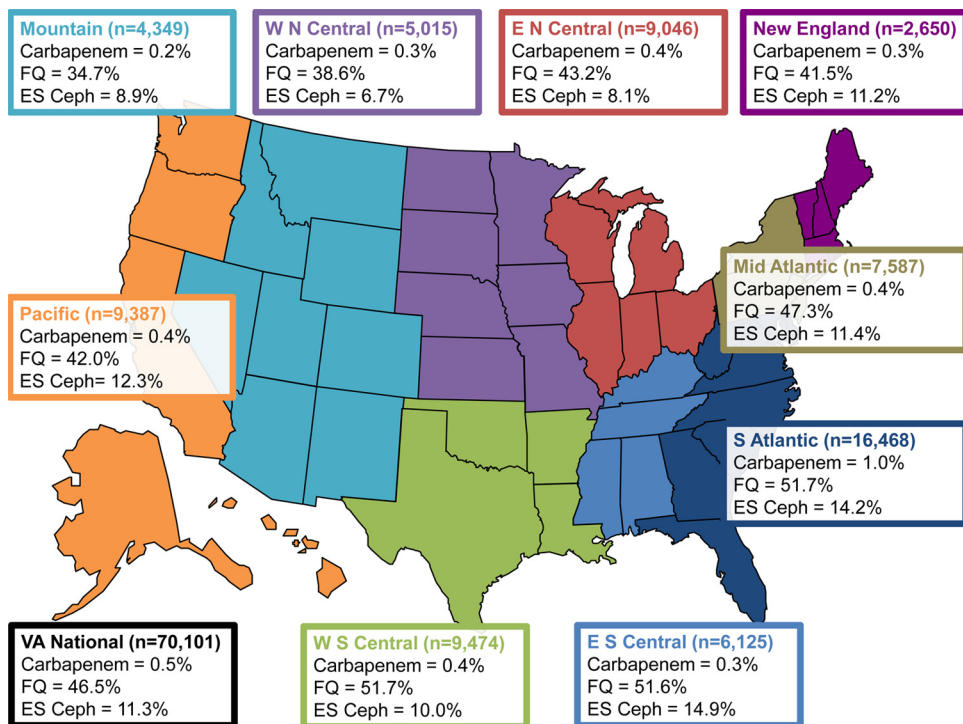 Mountain (n=4,349)
Carbapenem = 0.2%
FQ = 34.7%
ES Ceph = 8.9%
W N Central (n=5,015)
Carbapenem = 0.3%
FQ = 38.6%
ES Ceph = 6.7%
E N Central (n=9,046)
Carbapenem = 0.4%
FQ = 43.2%
ES Ceph = 8.1%
New England (n=2,650)
Carbapenem = 0.3%
FQ = 41.5%
ES Ceph = 11.2%
Mid Atlantic (n=7,587)
Carbapenem = 0.4%
FQ = 47.3%
ES Ceph = 11.4%
Pacific (n=9,387)
Carbapenem = 0.4%
FQ = 42.0%
ES Ceph= 12.3%
S Atlantic (n=16,468)
Carbapenem = 1.0%
FQ = 51.7%
ES Ceph = 14.2%
VA National (n=70,101)
Carbapenem = 0.5%
FQ = 46.5%
ES Ceph = 11.3%
W S Central (n=9,474)
Carbapenem = 0.4%
FQ = 51.7%
ES Ceph = 10.0%
E S Central (n=6,125)
Carbapenem = 0.3%
FQ = 51.6%
ES Ceph = 14.9%